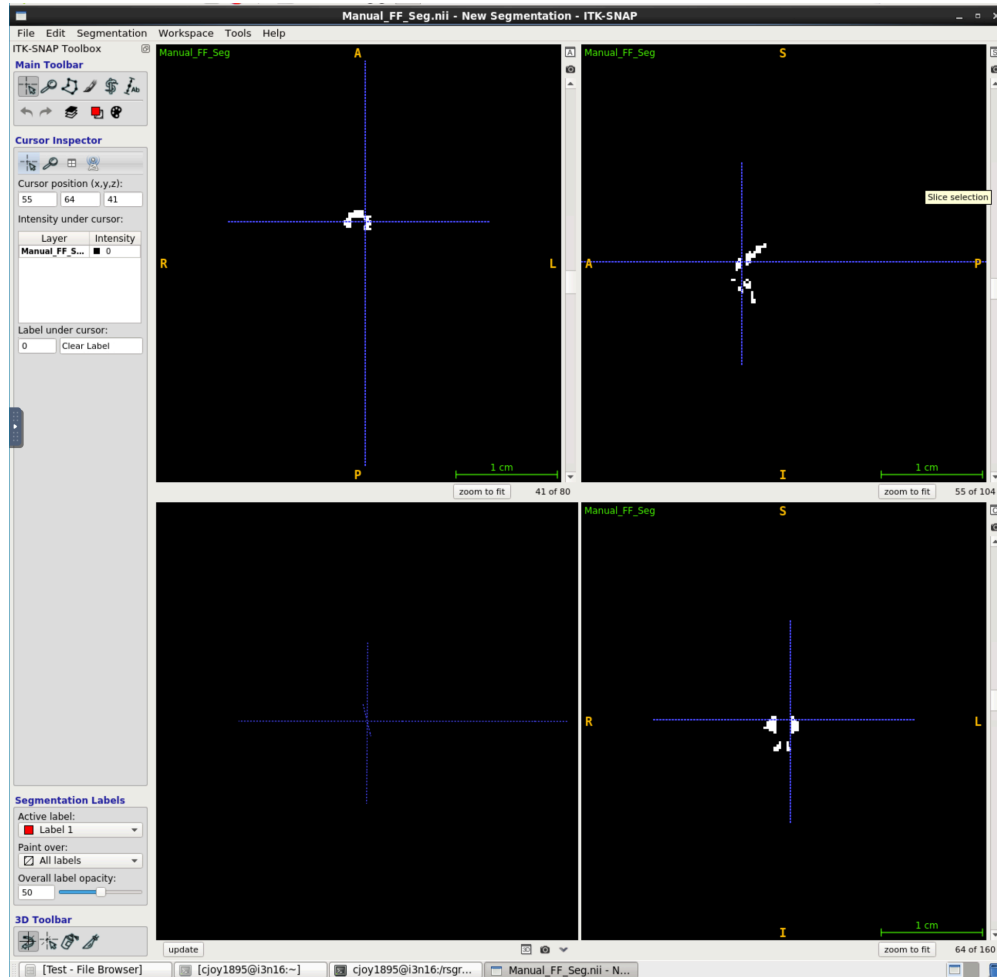 Manual_FF_Seg.nii - New Segmentation - ITK-SNAP
File Edit Segmentation Workspace Tools Help
ITK-SNAP Toolbox
Main Toolbar
Cursor Inspector
Cursor position (x,y,z):
55 64 41
Intensity under cursor:
Layer Intensity
Manual_FF_S... 0
Label under cursor:
0 Clear Label
Manual_FF_Seg
A
R
L
P
1 cm
zoom to fit 41 of 80
Manual_FF_Seg
S
Slice selection
A
P
I
1 cm
zoom to fit 55 of 104
Manual_FF_Seg
S
R
L
I
1 cm
update
zoom to fit 64 of 160
Segmentation Labels
Active label:
Label 1
Paint over:
All labels
Overall label opacity:
50
3D Toolbar
[Test - File Browser] [cjoy1895@i3n16:~] cjoy1895@i3n16:/rsgr... Manual_FF_Seg.nii - N...